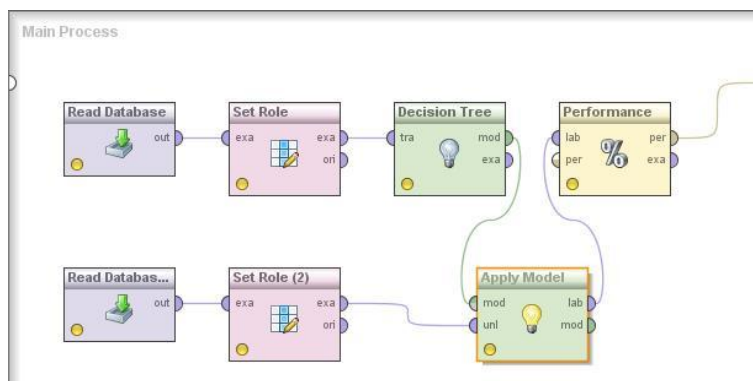 Main Process
Read Database
out
Set Role
exa exa
ori
Decision Tree
tra mod
exa
Performance
lab per
per exa
%
Read Databas...
out
Set Role (2)
exa exa
ori
Apply Model
mod lab
unl mod